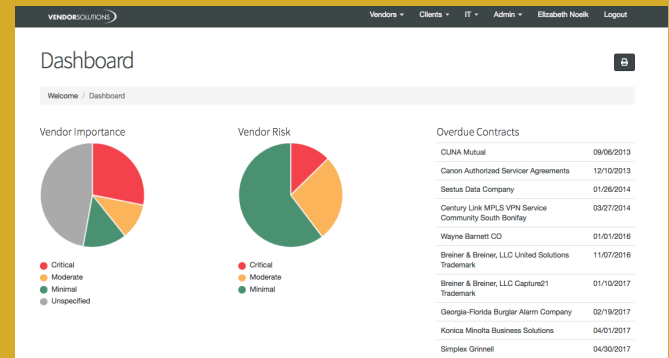 VENDORSOLUTIONS
Vendors Clients IT Admin Elizabeth Noelk Logout
Dashboard
Welcome / Dashboard
Vendor Importance
Critical
Moderate
Minimal
Unspecified
Vendor Risk
Critical
Moderate
Minimal
Overdue Contracts
CUNA Mutual 09/06/2013
Canon Authorized Servicer Agreements 12/10/2013
Sestus Data Company 01/26/2014
Century Link MPLS VPN Service 03/27/2014
Community South Bonifay
Wayne Barnett CO 01/01/2016
Breiner & Breiner, LLC United Solutions 11/07/2016
Trademark
Breiner & Breiner, LLC Capture21 01/10/2017
Trademark
Georgia-Florida Burglar Alarm Company 02/19/2017
Konica Minolta Business Solutions 04/01/2017
Simplex Grinnell 04/30/2017